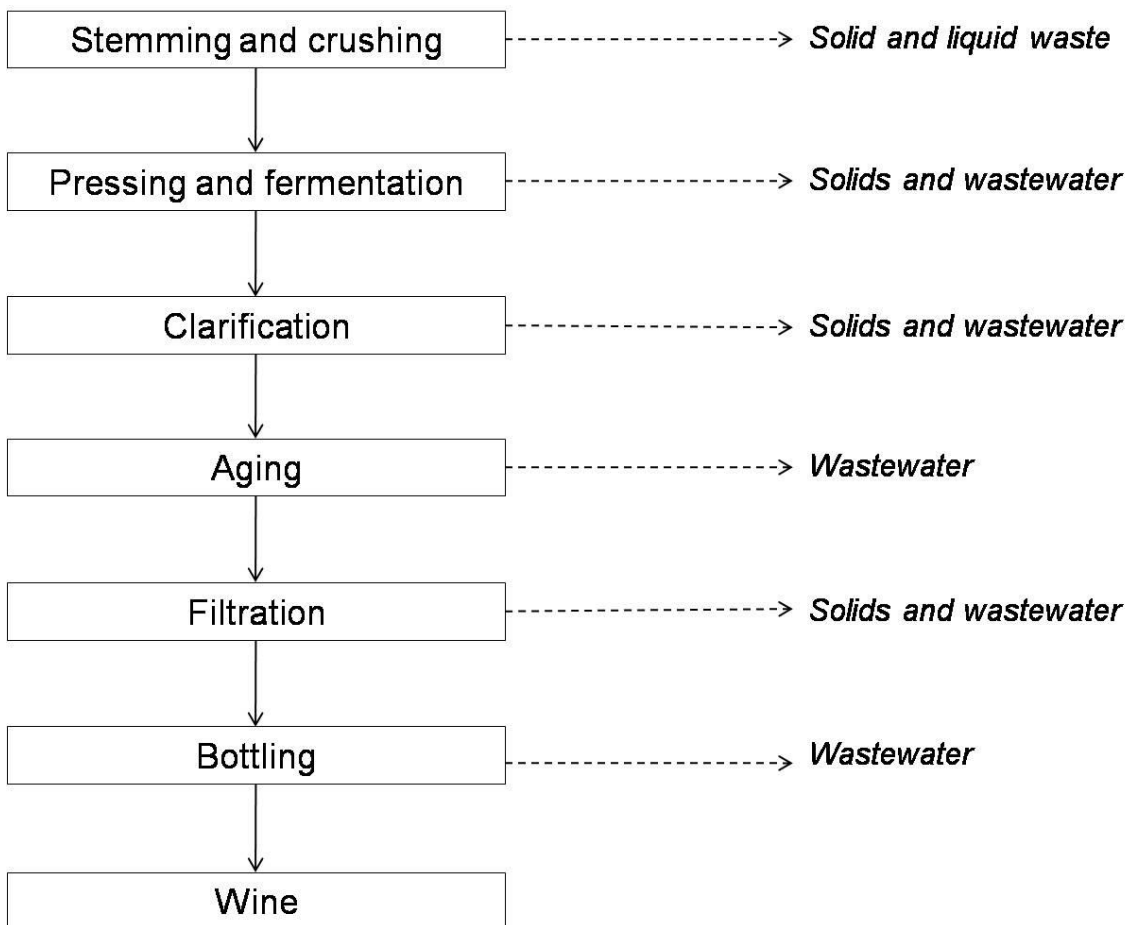 Stemming and crushing
Solid and liquid waste
Pressing and fermentation
Solids and wastewater
Clarification
Solids and wastewater
Aging
Wastewater
Filtration
Solids and wastewater
Bottling
Wastewater
Wine